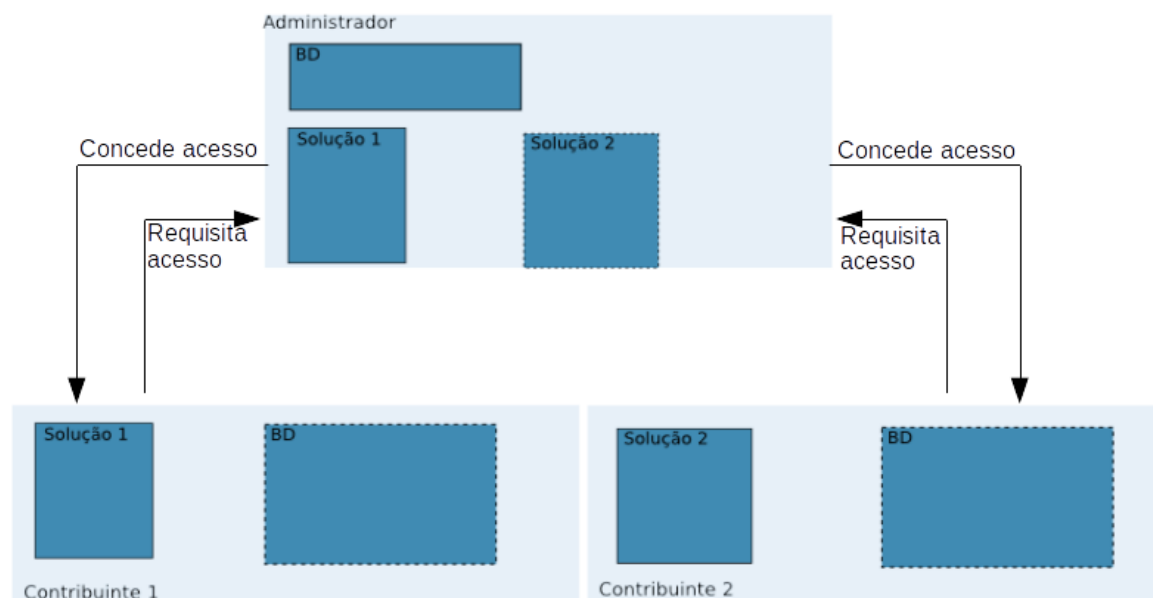 Administrador
BD
Solução 1
Solução 2
Concede acesso
Concede acesso
Requisita
acesso
Requisita
acesso
Solução 1
BD
Contribuinte 1
Solução 2
BD
Contribuinte 2